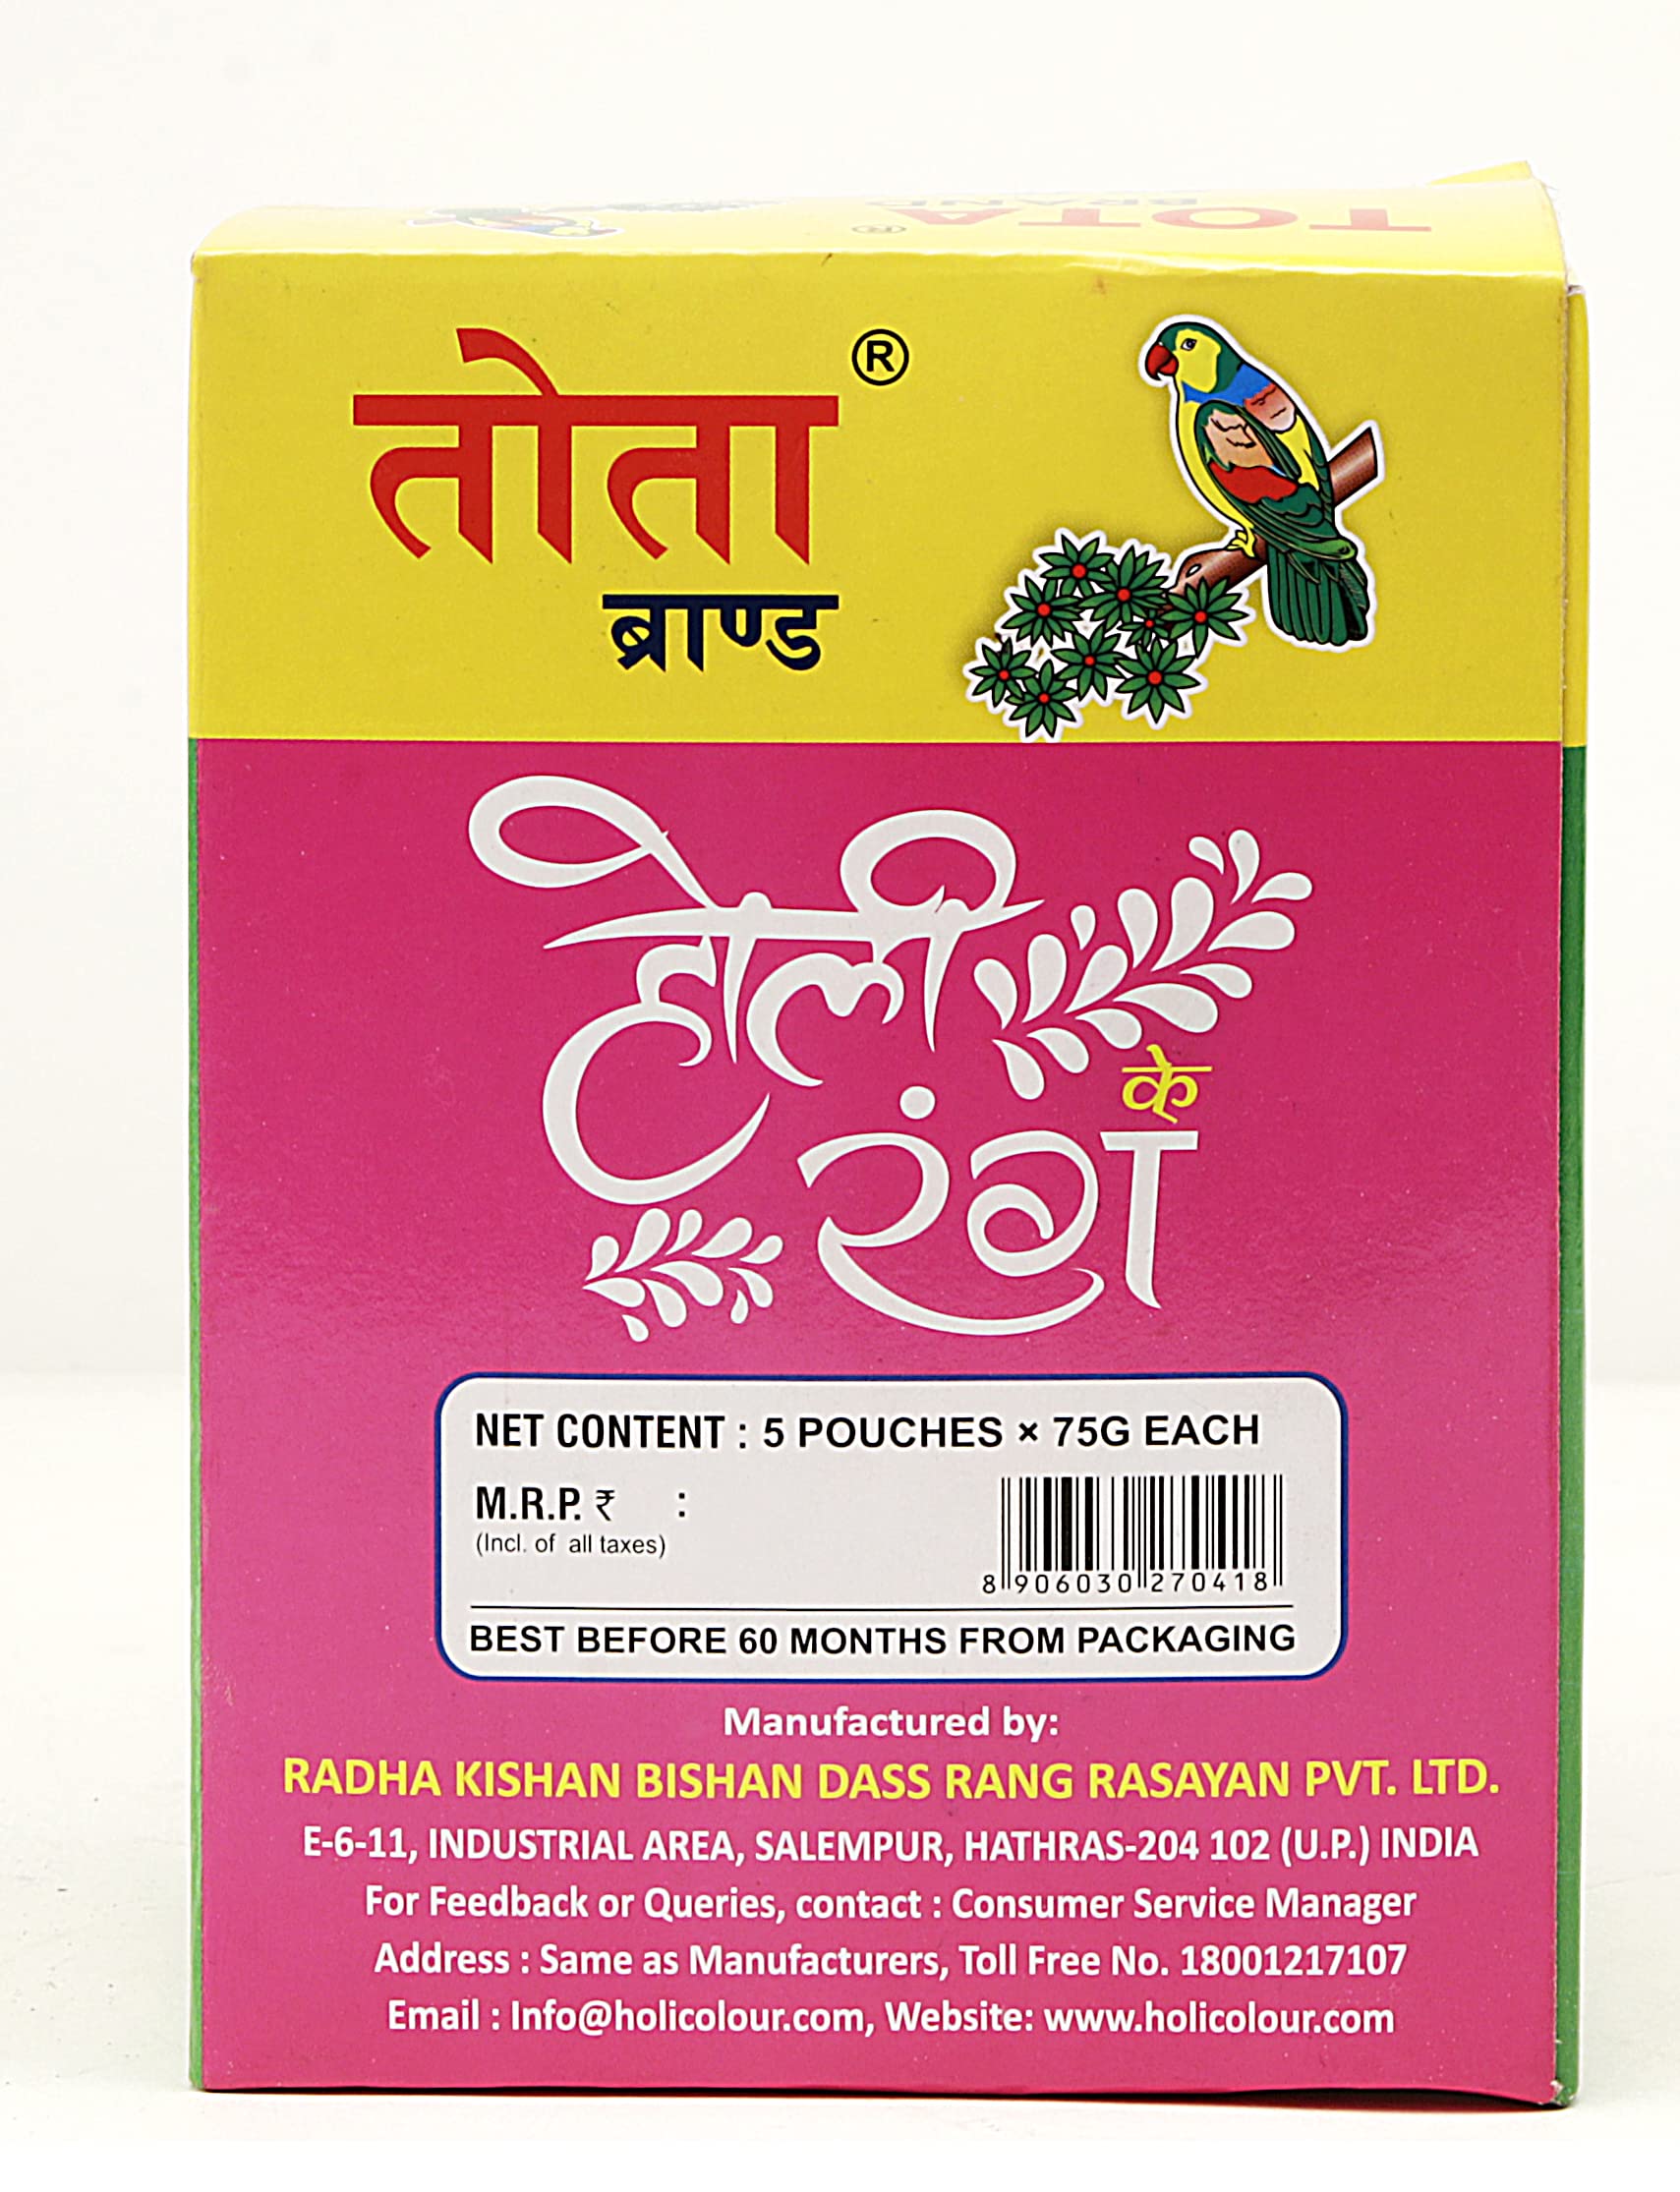 TOTA ®
BRAND
तोता ®
ब्राण्ड
होली
के
रंग
NET CONTENT : 5 POUCHES × 75G EACH
M.R.P. ₹ :
(Incl. of all taxes)
8 906030 270418
BEST BEFORE 60 MONTHS FROM PACKAGING
Manufactured by:
RADHA KISHAN BISHAN DASS RANG RASAYAN PVT. LTD.
E-6-11, INDUSTRIAL AREA, SALEMPUR, HATHRAS-204 102 (U.P.) INDIA
For Feedback or Queries, contact : Consumer Service Manager
Address : Same as Manufacturers, Toll Free No. 18001217107
Email : Info@holicolour.com, Website: www.holicolour.com